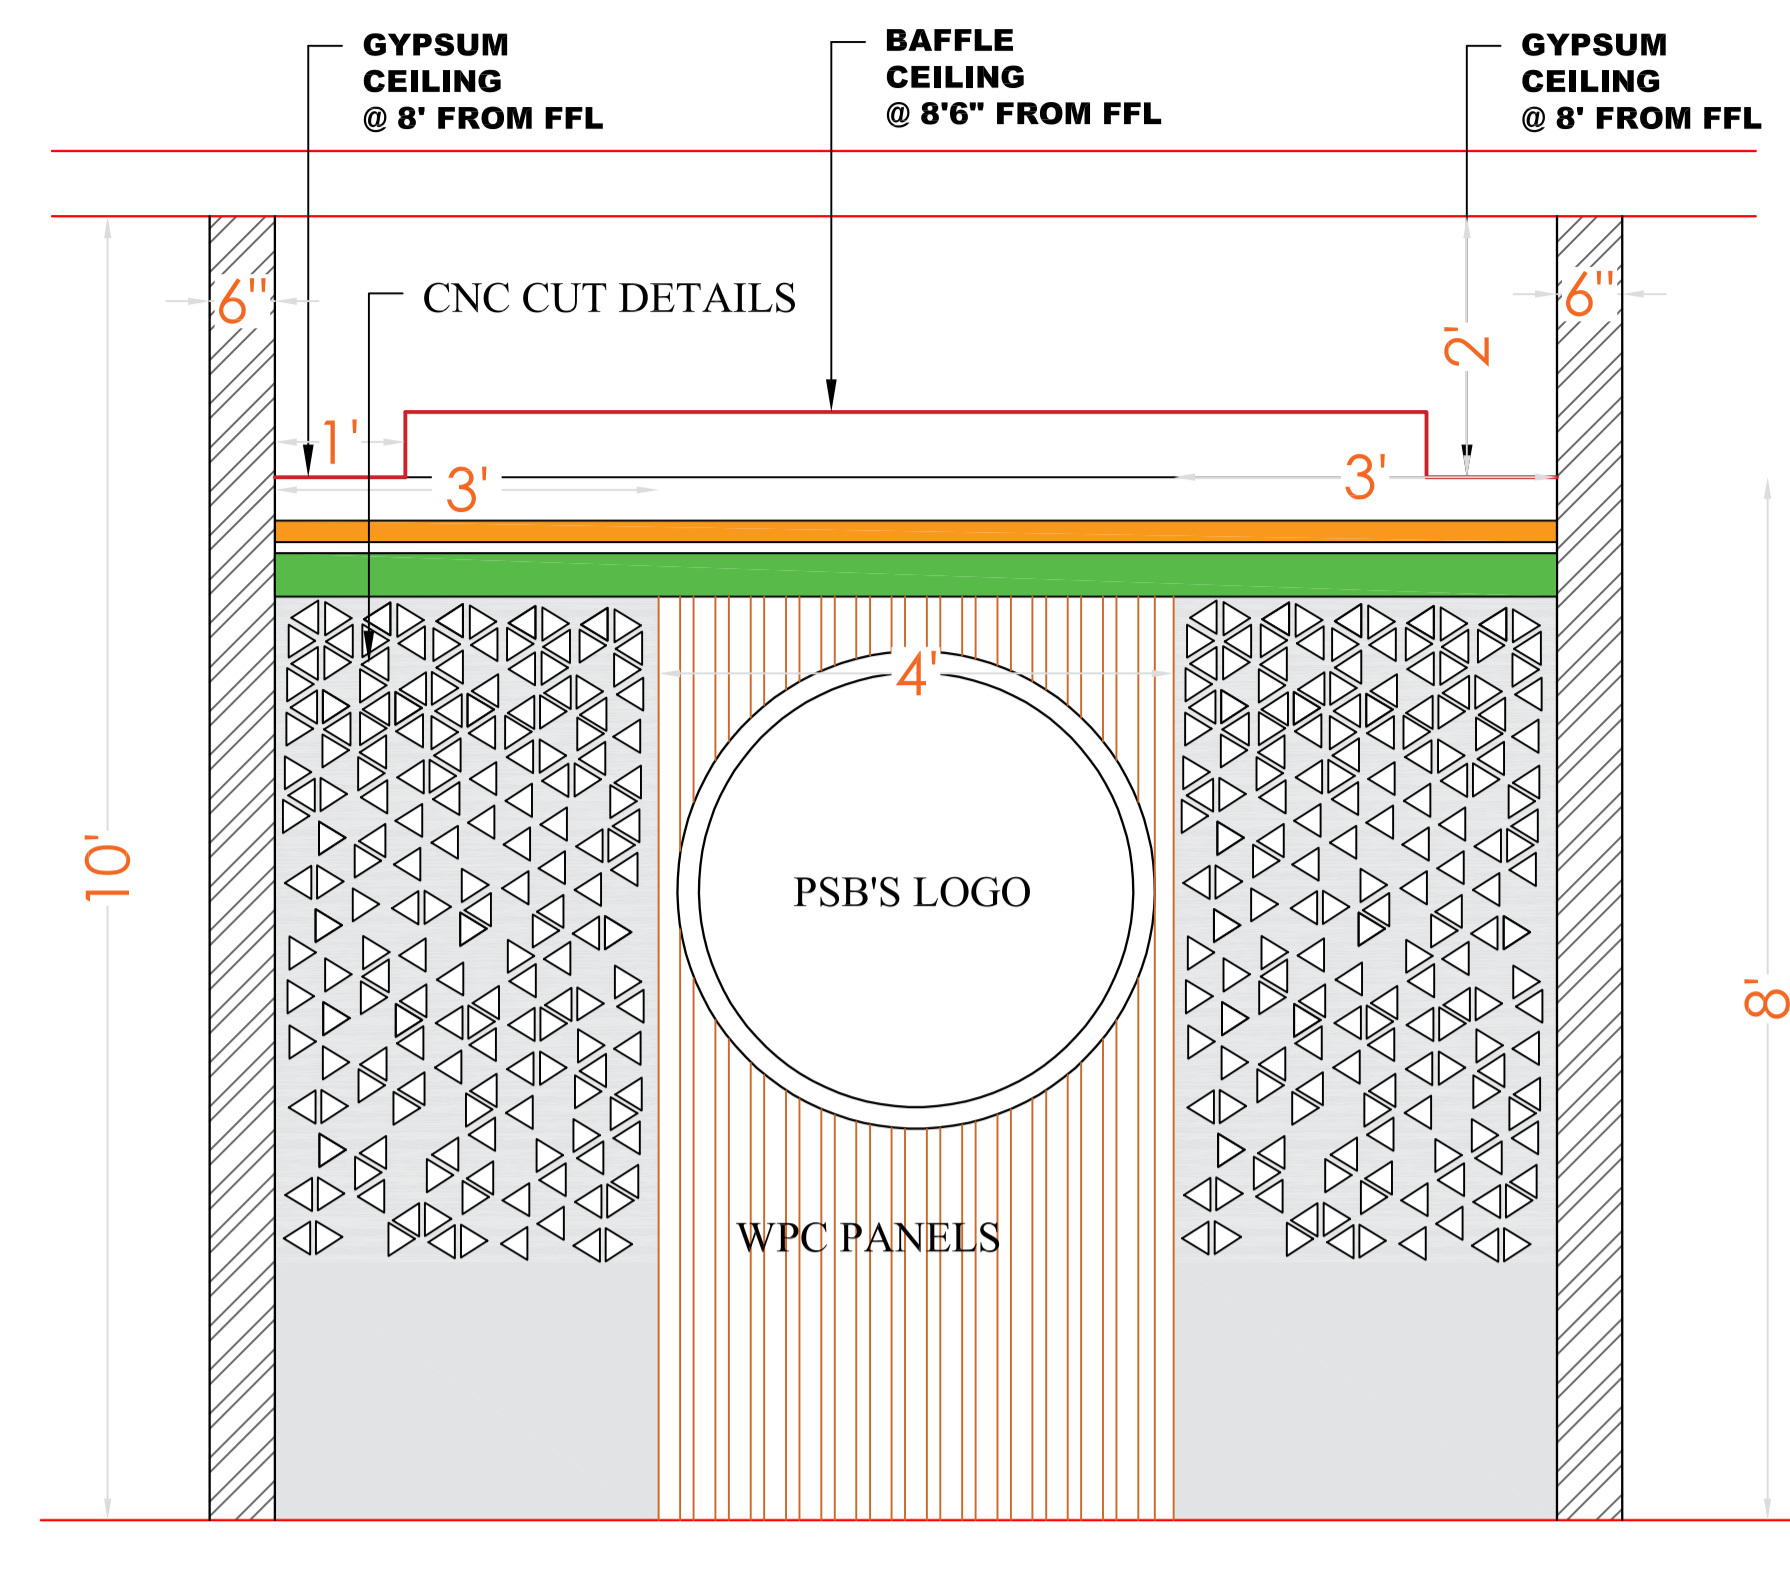 GYPSUM
CEILING
@ 8' FROM FFL
BAFFLE
CEILING
@ 8'6" FROM FFL
GYPSUM
CEILING
@ 8' FROM FFL
CNC CUT DETAILS
6"
6"
2'
1'
3'
3'
4'
10'
PSB'S LOGO
8'
WPC PANELS